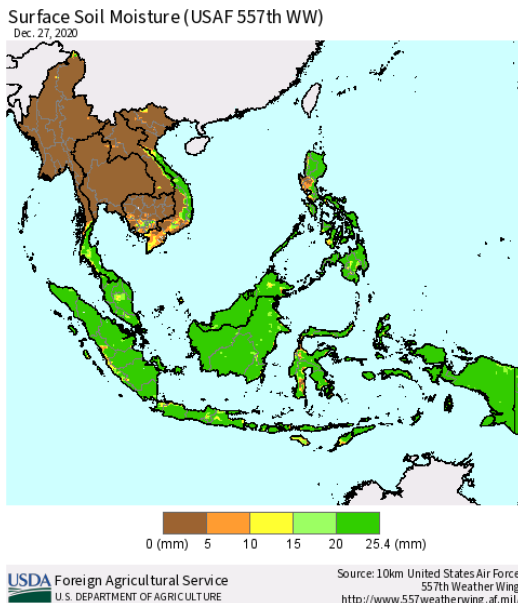 Surface Soil Moisture (USAF 557th WW)
Dec. 27, 2020
0 (mm) 5 10 15 20 25.4 (mm)
USDA Foreign Agricultural Service
U.S. DEPARTMENT OF AGRICULTURE
Source: 10km United States Air Force
557th Weather Wing
http://www.557weatherwing.af.mil